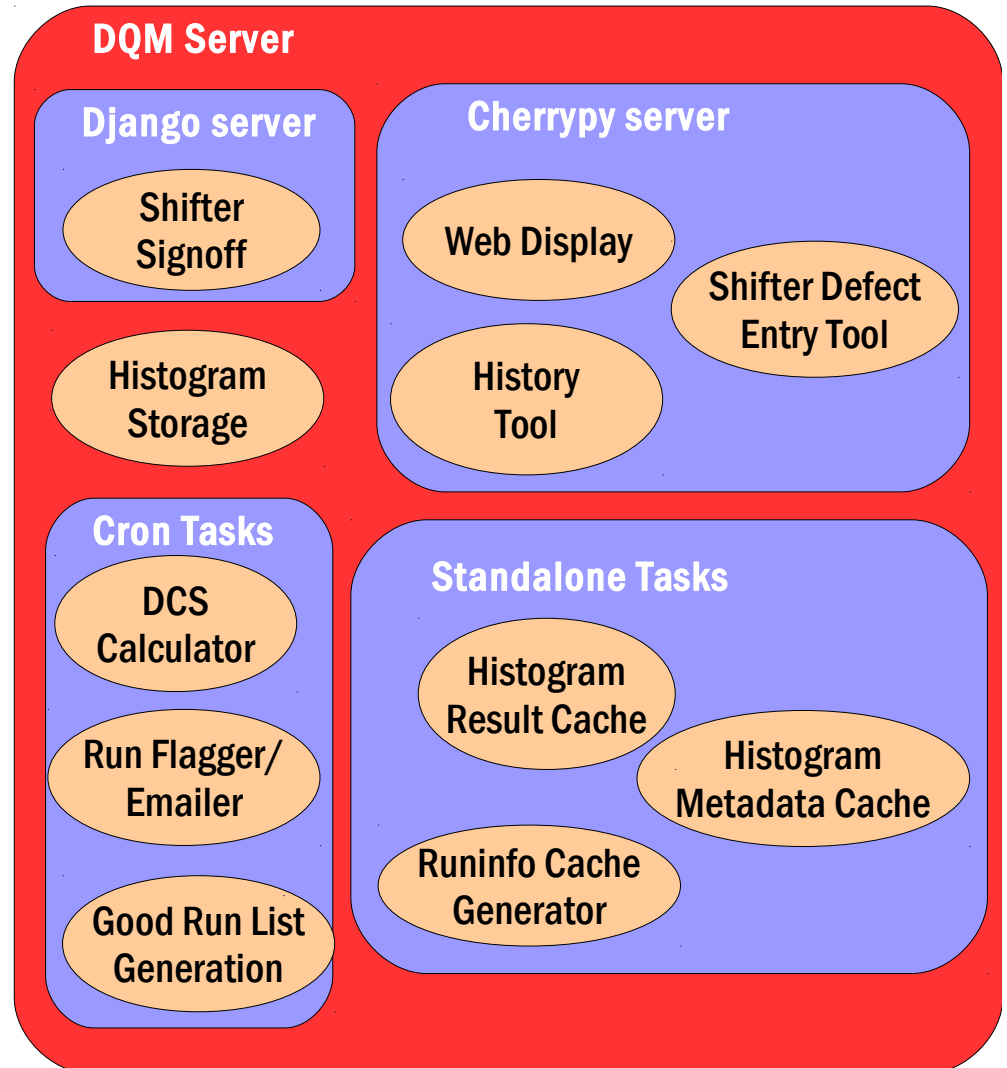 DQM Server
Django server
Shifter
Signoff
Cherrypy server
Web Display
Shifter Defect
Entry Tool
History
Tool
Histogram
Storage
Cron Tasks
DCS
Calculator
Run Flagger/
Emailer
Good Run List
Generation
Standalone Tasks
Histogram
Result Cache
Histogram
Metadata Cache
Runinfo Cache
Generator